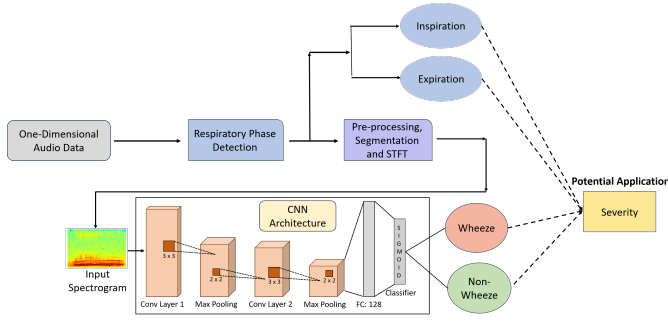 Inspiration
Expiration
One-Dimensional
Audio Data
Respiratory Phase
Detection
Pre-processing,
Segmentation
and STFT
Potential Application
Severity
CNN
Architecture
Input
Spectrogram
3 x 3
2 x 2
3 x 3
2 x 2
Conv Layer 1
Max Pooling
Conv Layer 2
Max Pooling
FC: 128
SIGMOID
Classifier
Wheeze
Non-
Wheeze